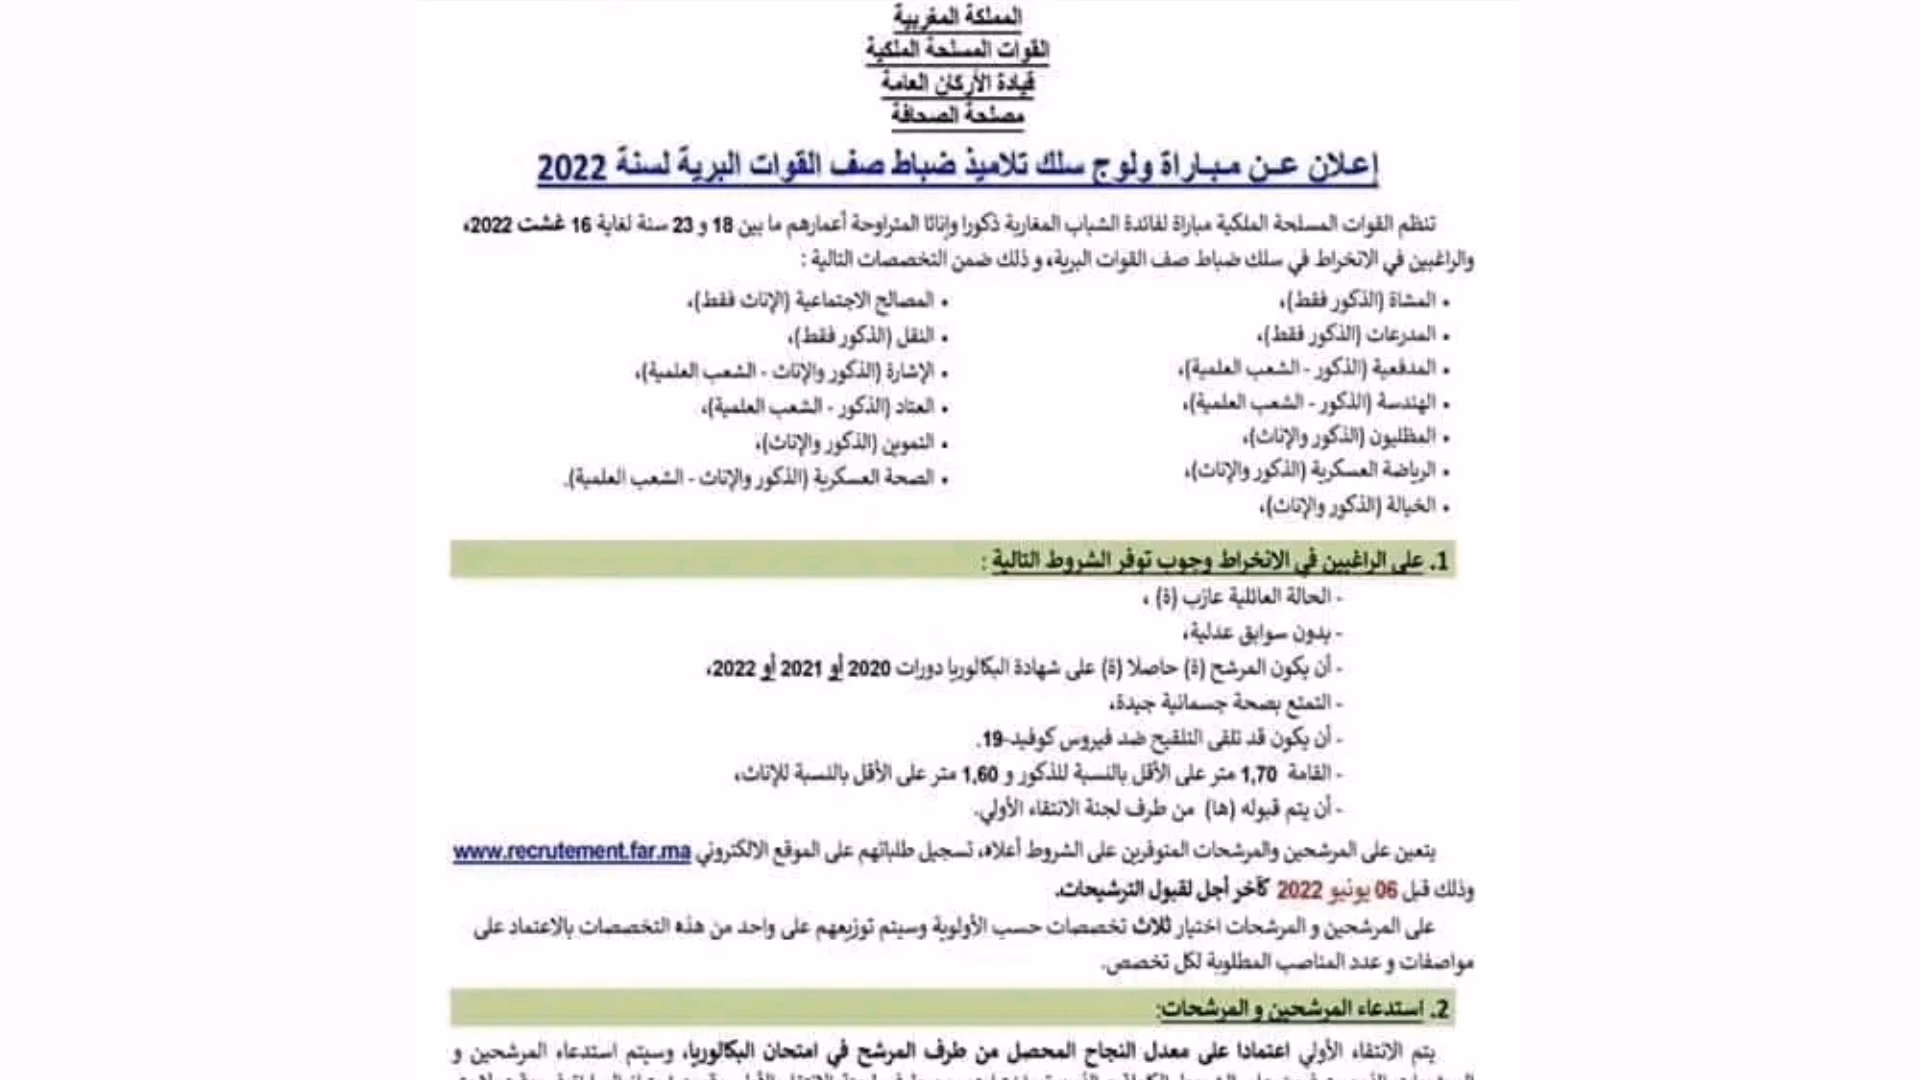 المملكة المغربية
القوات المسلحة الملكية
قيادة الأركان العامة
مصلحة الصحافة
إعلان عن مباراة ولوج سلك تلاميذ ضباط صف القوات البرية لسنة 2022
تنظم القوات المسلحة الملكية مباراة لفائدة الشباب المغاربة ذكورا وإناثا المتراوحة أعمارهم ما بين 18 و 23 سنة لغاية 16 غشت 2022،
والراغبين في الانخراط في سلك ضباط صف القوات البرية، و ذلك ضمن التخصصات التالية :
• المشاة (الذكور فقط)،
• المدرعات (الذكور فقط)،
• المدفعية (الذكور - الشعب العلمية)،
• الهندسة (الذكور - الشعب العلمية)،
• المظليون (الذكور والإناث)،
• الرياضة العسكرية (الذكور والإناث)،
• الخيالة (الذكور والإناث)،
• المصالح الاجتماعية (الإناث فقط)،
• النقل (الذكور فقط)،
• الإشارة (الذكور والإناث - الشعب العلمية)،
• العتاد (الذكور - الشعب العلمية)،
• التموين (الذكور والإناث)،
• الصحة العسكرية (الذكور والإناث - الشعب العلمية).
1. على الراغبين في الانخراط وجوب توفر الشروط التالية :
- الحالة العائلية عازب (ة) ،
- بدون سوابق عدلية،
- أن يكون المرشح (ة) حاصلا (ة) على شهادة البكالوريا دورات 2020 أو 2021 أو 2022،
- التمتع بصحة جسمانية جيدة،
- أن يكون قد تلقى التلقيح ضد فيروس كوفيد-19.
- القامة 1,70 متر على الأقل بالنسبة للذكور و 1,60 متر على الأقل بالنسبة للإناث،
- أن يتم قبوله (ها) من طرف لجنة الانتقاء الأولي.
يتعين على المرشحين والمرشحات المتوفرين على الشروط أعلاه، تسجيل طلباتهم على الموقع الالكتروني www.recrutement.far.ma
وذلك قبل 06 يونيو 2022 كآخر أجل لقبول الترشيحات.
على المرشحين و المرشحات اختيار ثلاث تخصصات حسب الأولوية وسيتم توزيعهم على واحد من هذه التخصصات بالاعتماد على
مواصفات و عدد المناصب المطلوبة لكل تخصص.
2. استدعاء المرشحين و المرشحات:
يتم الانتقاء الأولي اعتمادا على معدل النجاح المحصل من طرف المرشح في امتحان البكالوريا، وسيتم استدعاء المرشحين و